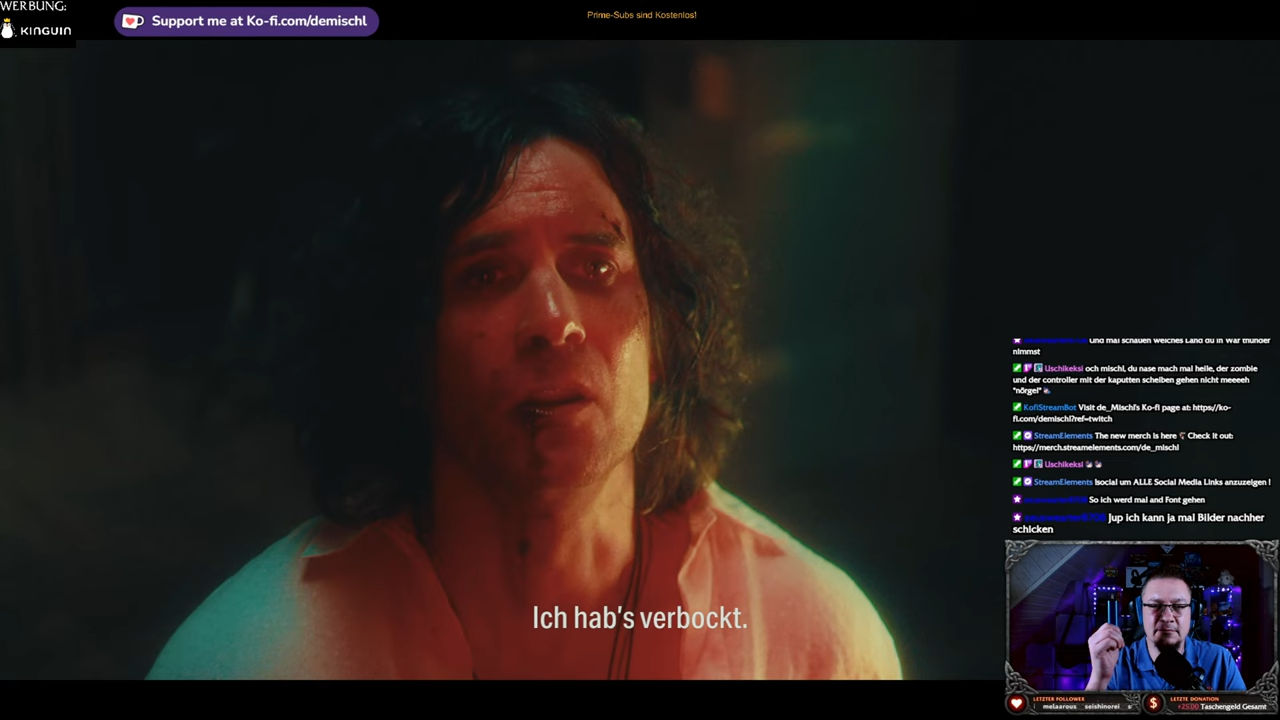 WERBUNG:
KINGUIN
Support me at Ko-fi.com/demischl
Prime-Subs sind Kostenlos!
Ich hab's verbockt.
Und mal schauen welches Land du in war thunder
nimmst
Uschikeksi och mischl, du nase mach mal heile, der zombie
und der controller mit der kaputten scheiben gehen nicht meeeeh
*nörgel*
KofiStreamBot Visit de_Mischl's Ko-fi page at: https://ko-
fi.com/demischl?ref=twitch
StreamElements The new merch is here Check it out:
https://merch.streamelements.com/de_mischl
Uschikeksi
StreamElements !social um ALLE Social Media Links anzuzeigen !
So ich werd mal and Font gehen
Jup ich kann ja mal Bilder nachher
schicken
LETZTER FOLLOWER
melaarous seishinorei
LETZTE DONATION
Taschengeld Gesamt